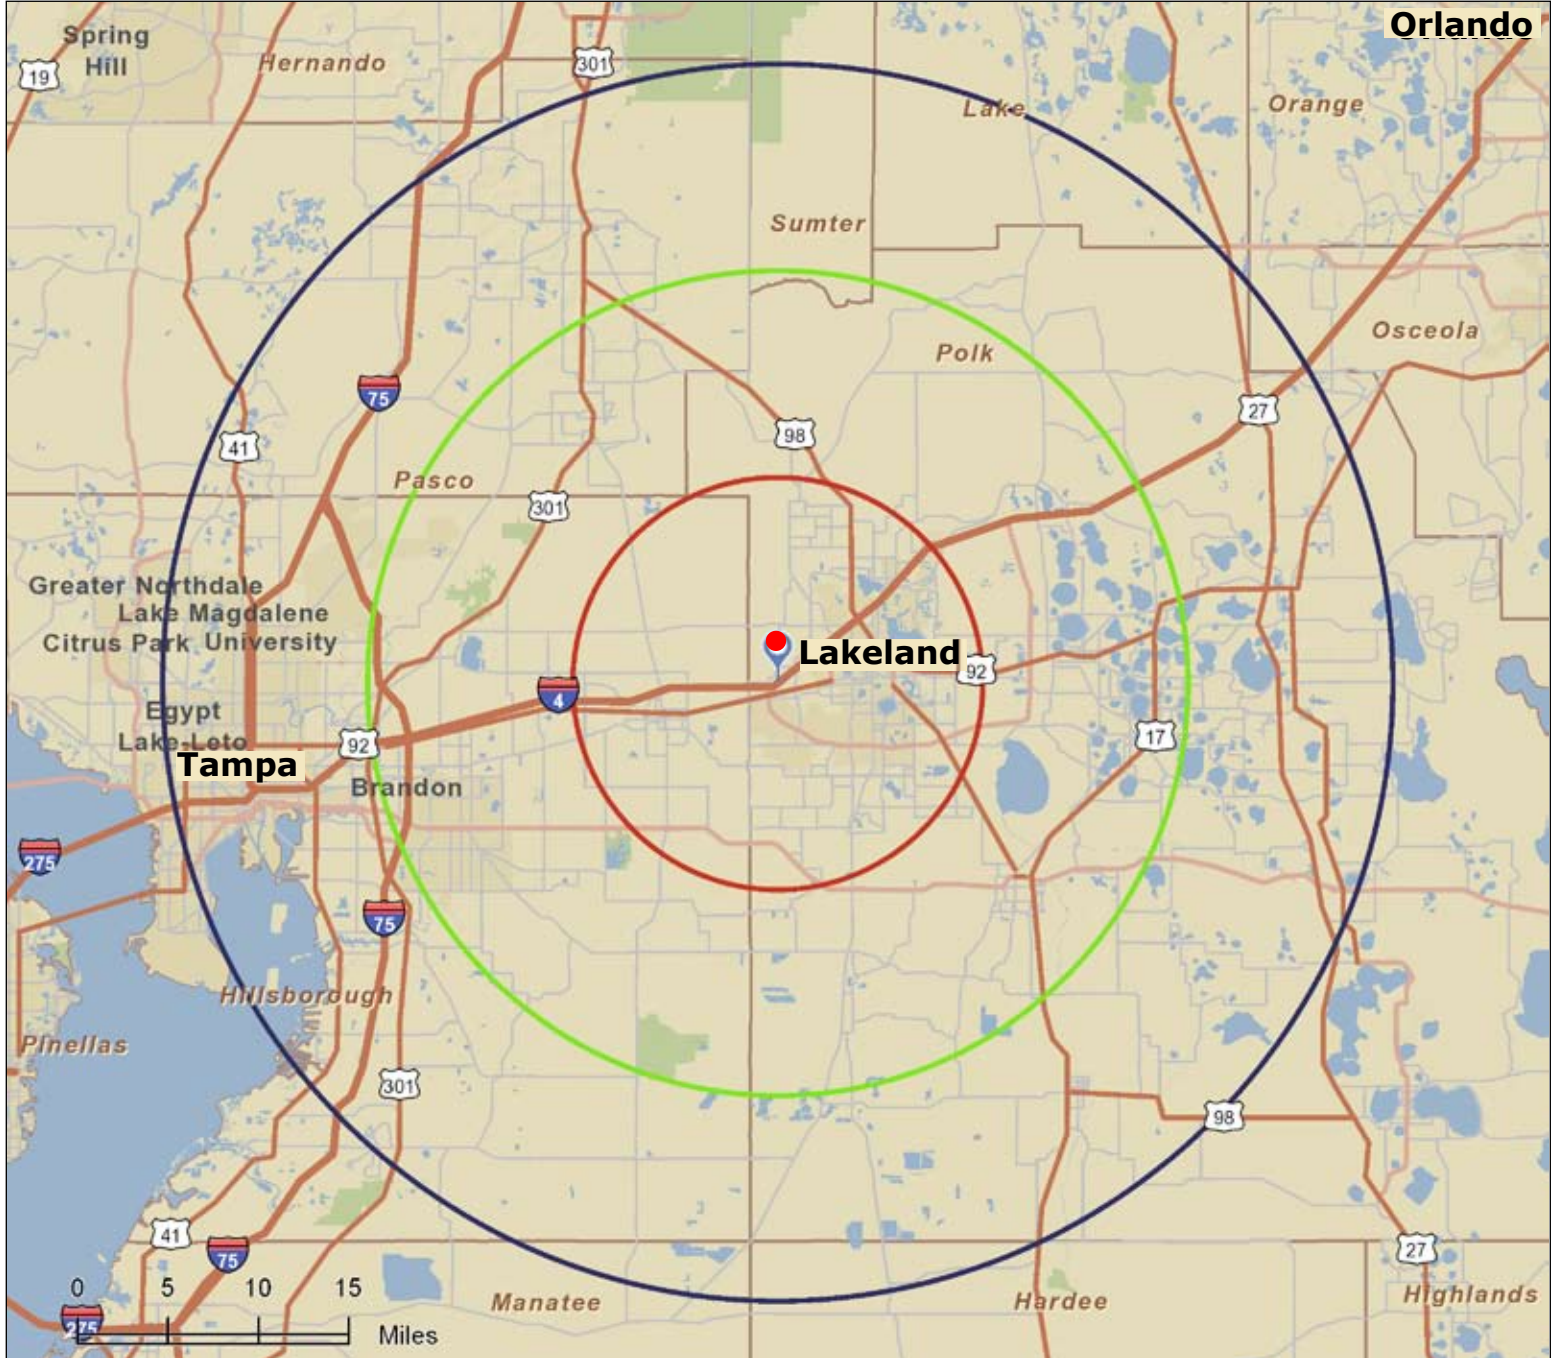 Orlando
Spring
Hill
Hernando
19
301
Lake
Orange
Sumter
Osceola
Polk
75
27
41
98
Pasco
301
Greater Northdale
Lake Magdalene
Citrus Park University
Lakeland
92
4
Egypt
Lake-Leto
92
17
Tampa
Brandon
275
75
Hillsborough
Pinellas
301
98
41
75
27
0 5 10 15
Manatee
Hardee
Highlands
275
Miles